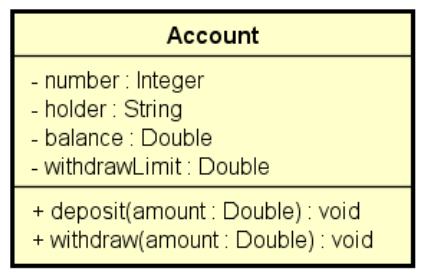 Account
- number : Integer
- holder : String
- balance : Double
- withdrawLimit : Double
+ deposit(amount : Double) : void
+ withdraw(amount : Double) : void